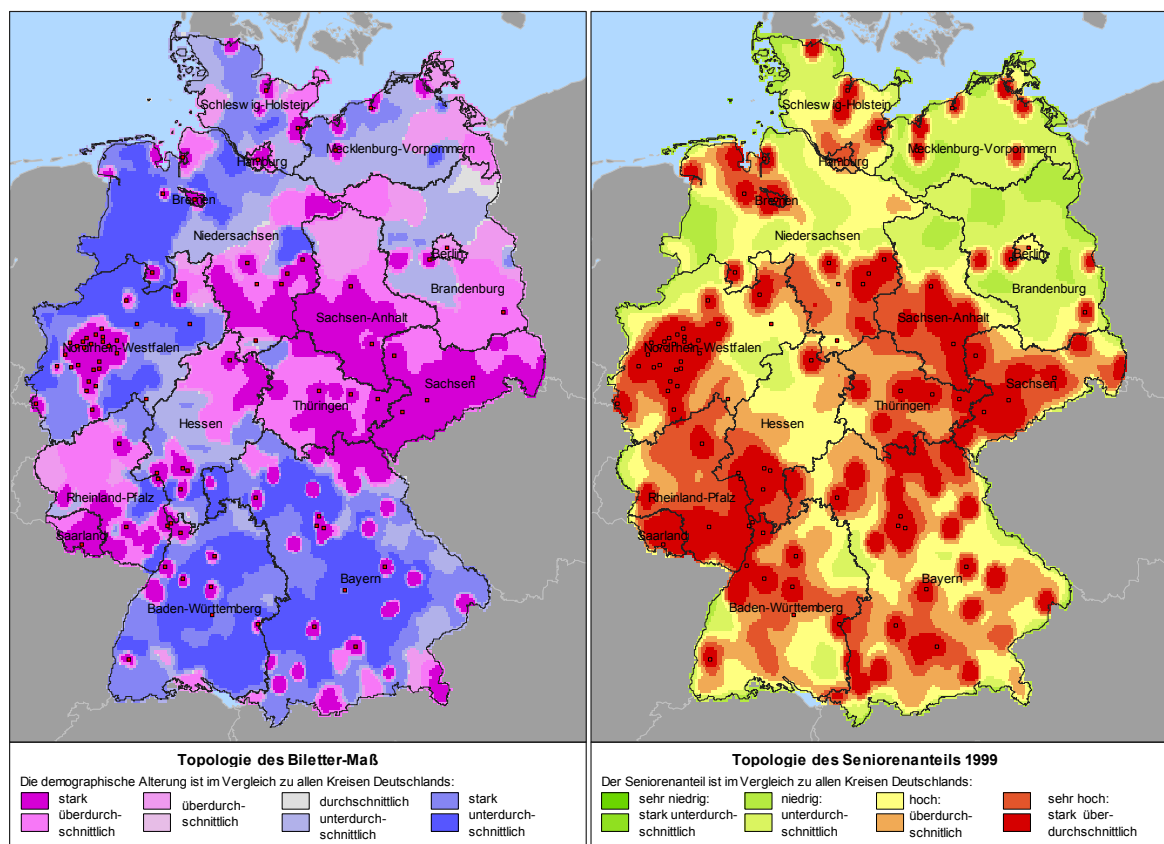 Schleswig-Holstein
Mecklenburg-Vorpommern
Hamburg
Bremen
Niedersachsen
Berlin
Brandenburg
Sachsen-Anhalt
Nordrhein-Westfalen
Sachsen
Thüringen
Hessen
Rheinland-Pfalz
Saarland
Bayern
Baden-Württemberg
Topologie des Biletter-Maß
Die demographische Alterung ist im Vergleich zu allen Kreisen Deutschlands:
stark
überdurch-
schnittlich
überdurch-
schnittlich
durchschnittlich
unterdurch-
schnittlich
stark
unterdurch-
schnittlich
Schleswig-Holstein
Mecklenburg-Vorpommern
Hamburg
Bremen
Niedersachsen
Berlin
Brandenburg
Sachsen-Anhalt
Nordrhein-Westfalen
Sachsen
Thüringen
Hessen
Rheinland-Pfalz
Saarland
Bayern
Baden-Württemberg
Topologie des Seniorenanteils 1999
Der Seniorenanteil ist im Vergleich zu allen Kreisen Deutschlands:
sehr niedrig:
stark unterdurch-
schnittlich
niedrig:
unterdurch-
schnittlich
hoch:
überdurch-
schnitlich
sehr hoch:
stark über-
durchschnittlich